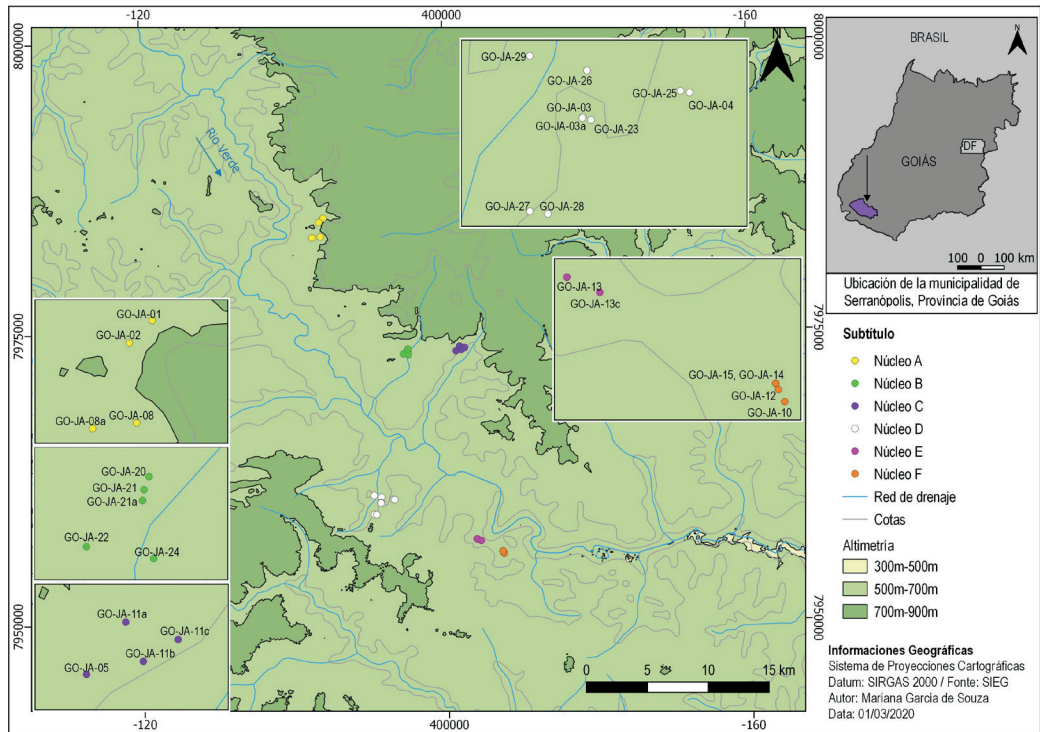 -120
400000
-160
8000000
8000000
7975000
7975000
7950000
7950000
-120
400000
-160
Rio Verde
N
GO-JA-29
GO-JA-26
GO-JA-25
GO-JA-04
GO-JA-03
GO-JA-03a
GO-JA-23
GO-JA-27
GO-JA-28
GO-JA-13
GO-JA-13c
GO-JA-15, GO-JA-14
GO-JA-12
GO-JA-10
GO-JA-01
GO-JA-02
GO-JA-08
GO-JA-08a
GO-JA-20
GO-JA-21
GO-JA-21a
GO-JA-22
GO-JA-24
GO-JA-11a
GO-JA-11c
GO-JA-11b
GO-JA-05
0 5 10 15 km
BRASIL
N
DF
GOIÁS
100 0 100 km
Ubicación de la municipalidad de
Serranópolis, Provincia de Goiás
Subtítulo
Núcleo A
Núcleo B
Núcleo C
Núcleo D
Núcleo E
Núcleo F
Red de drenaje
Cotas
Altimetria
300m-500m
500m-700m
700m-900m
Informaciones Geográficas
Sistema de Proyecciones Cartográficas
Datum: SIRGAS 2000 / Fonte: SIEG
Autor: Mariana Garcia de Souza
Data: 01/03/2020